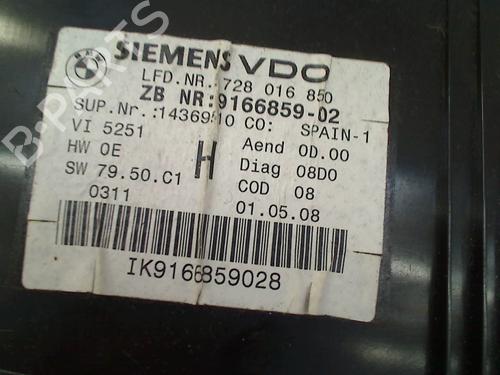 SIEMENS VDO
LFD.NR.:728 016 850
ZB NR:9166859-02
SUP.Nr.:1436910 CO: SPAIN-1
VI 5251 Aend 0D.00
HW 0E H Diag 08D0
SW 79.50.C1 COD 08
0311 01.05.08
IK9166859028
B-PARTS